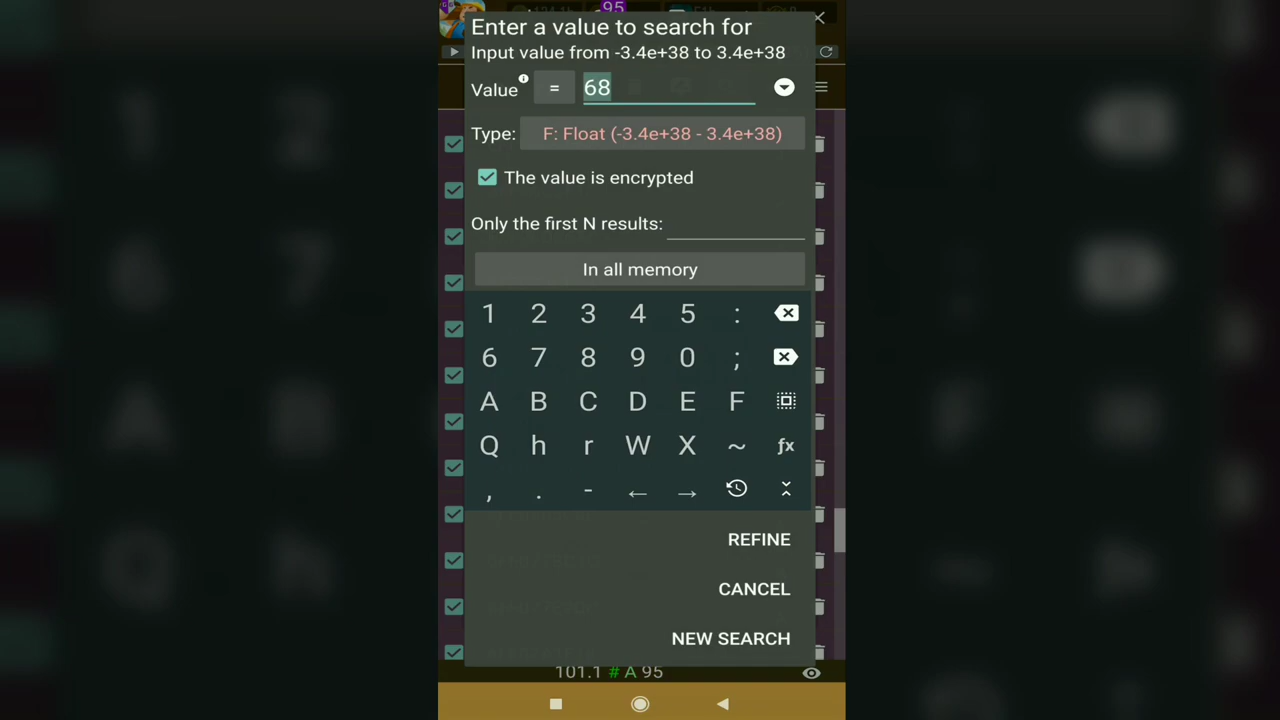 95
Enter a value to search for
Input value from -3.4e+38 to 3.4e+38
Value = 68
Type: F: Float (-3.4e+38 - 3.4e+38)
The value is encrypted
Only the first N results:
In all memory
1 2 3 4 5 :
6 7 8 9 0 ;
A B C D E F
Q h r W X ~ ƒx
, . - ← →
REFINE
CANCEL
NEW SEARCH
101.1 # A 95